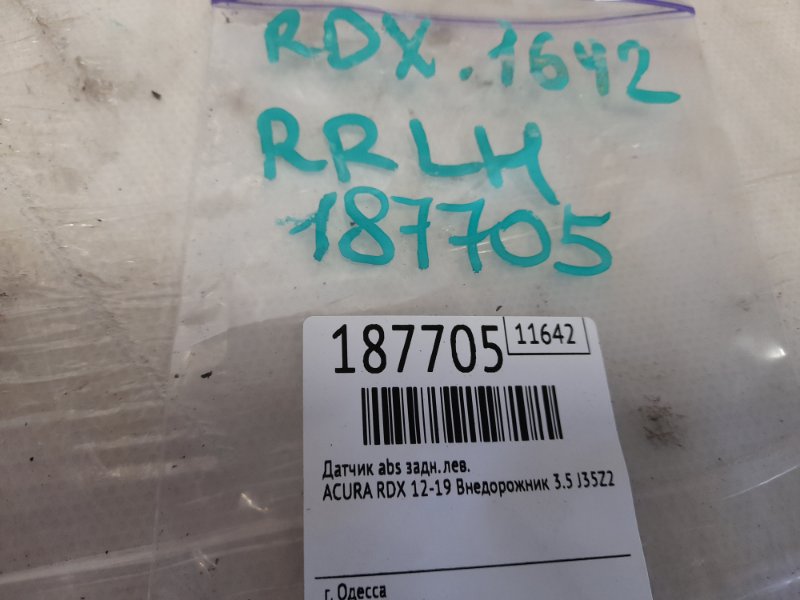 RDX.1642
RRLH
187705
187705 11642
Датчик abs задн.лев.
ACURA RDX 12-19 Внедорожник 3.5 J35Z2
г. Одесса